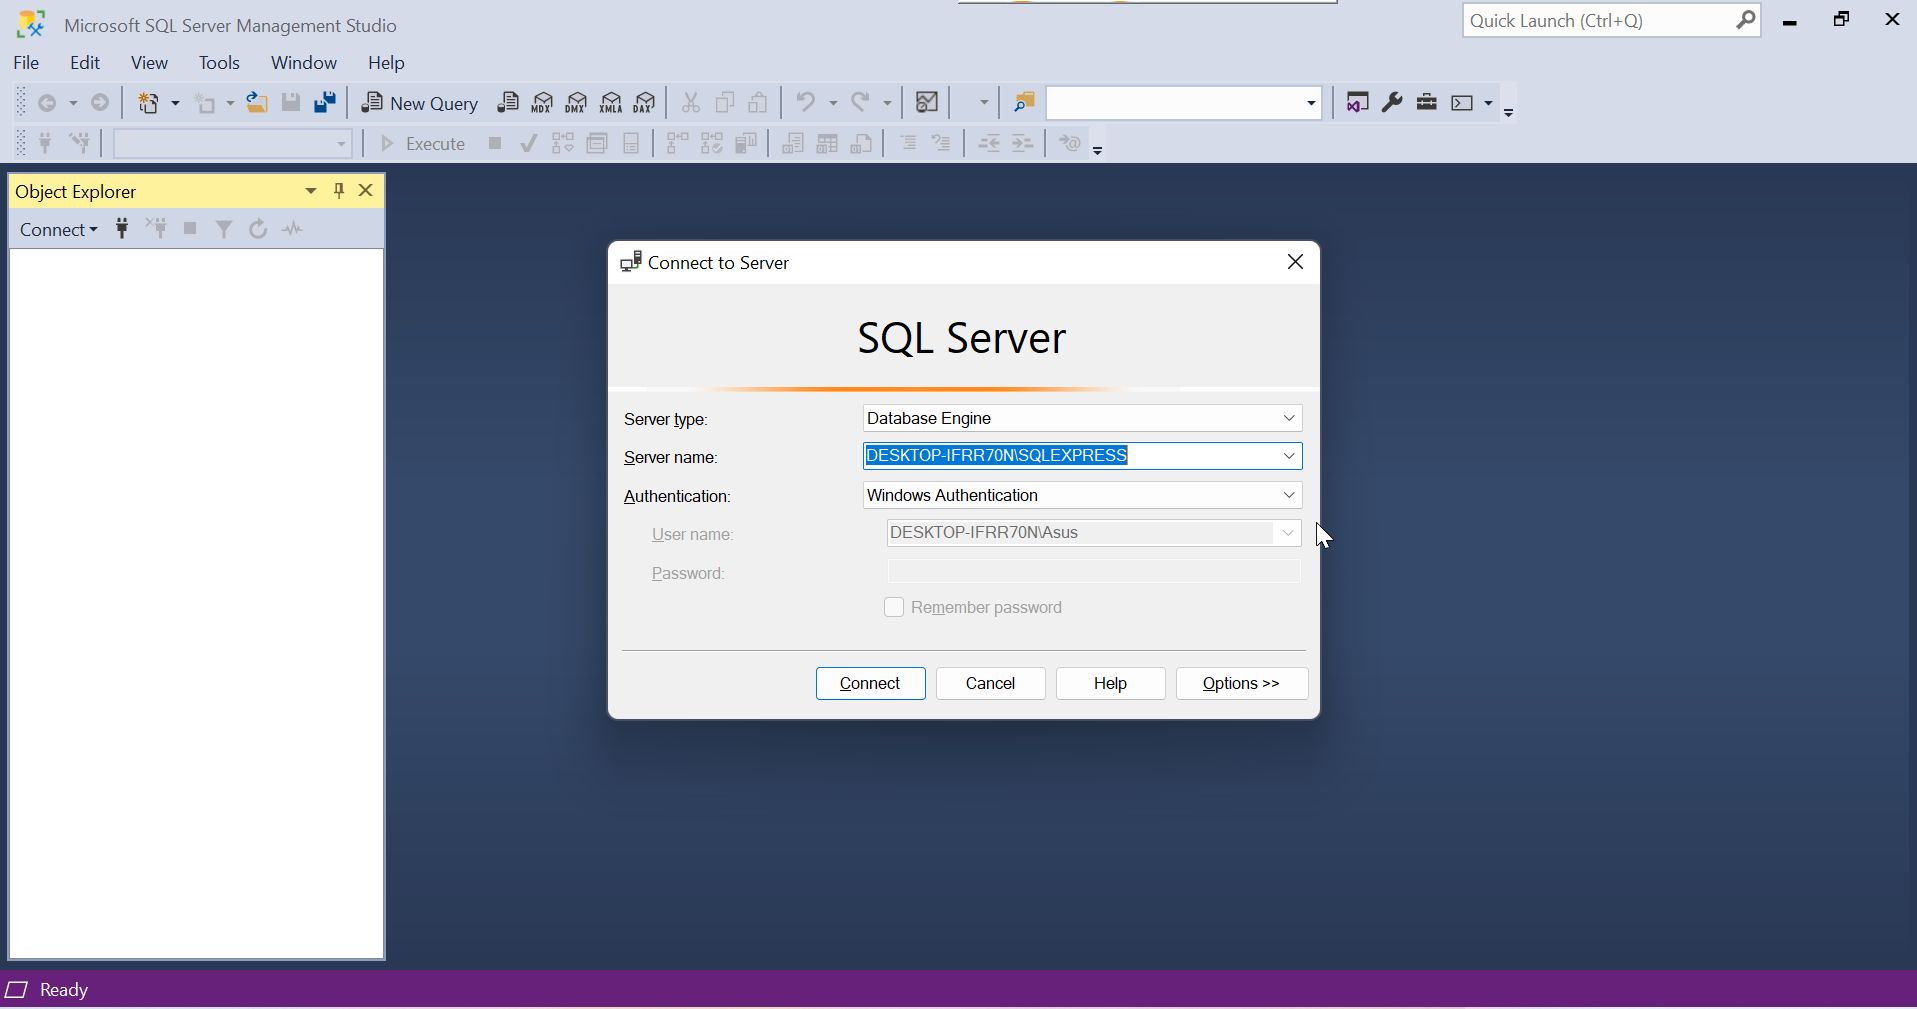 Microsoft SQL Server Management Studio
Quick Launch (Ctrl+Q)
File Edit View Tools Window Help
New Query MDX DMX XMLA DAX
Execute
Object Explorer
Connect
Connect to Server
SQL Server
Server type: Database Engine
Server name: DESKTOP-IFRR70N\SQLEXPRESS
Authentication: Windows Authentication
User name: DESKTOP-IFRR70N\Asus
Password:
Remember password
Connect Cancel Help Options >>
Ready